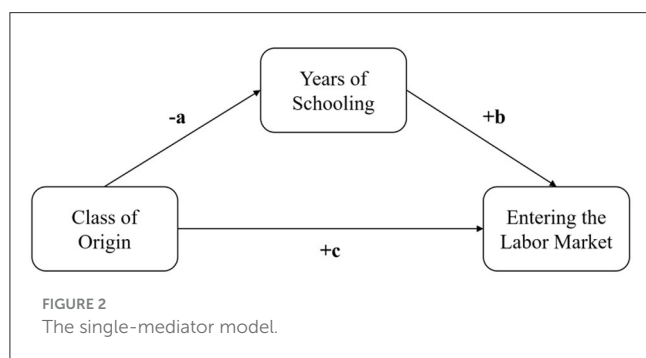 Years of
Schooling
-a
+b
Class of
Origin
Entering the
Labor Market
+c
FIGURE 2
The single-mediator model.